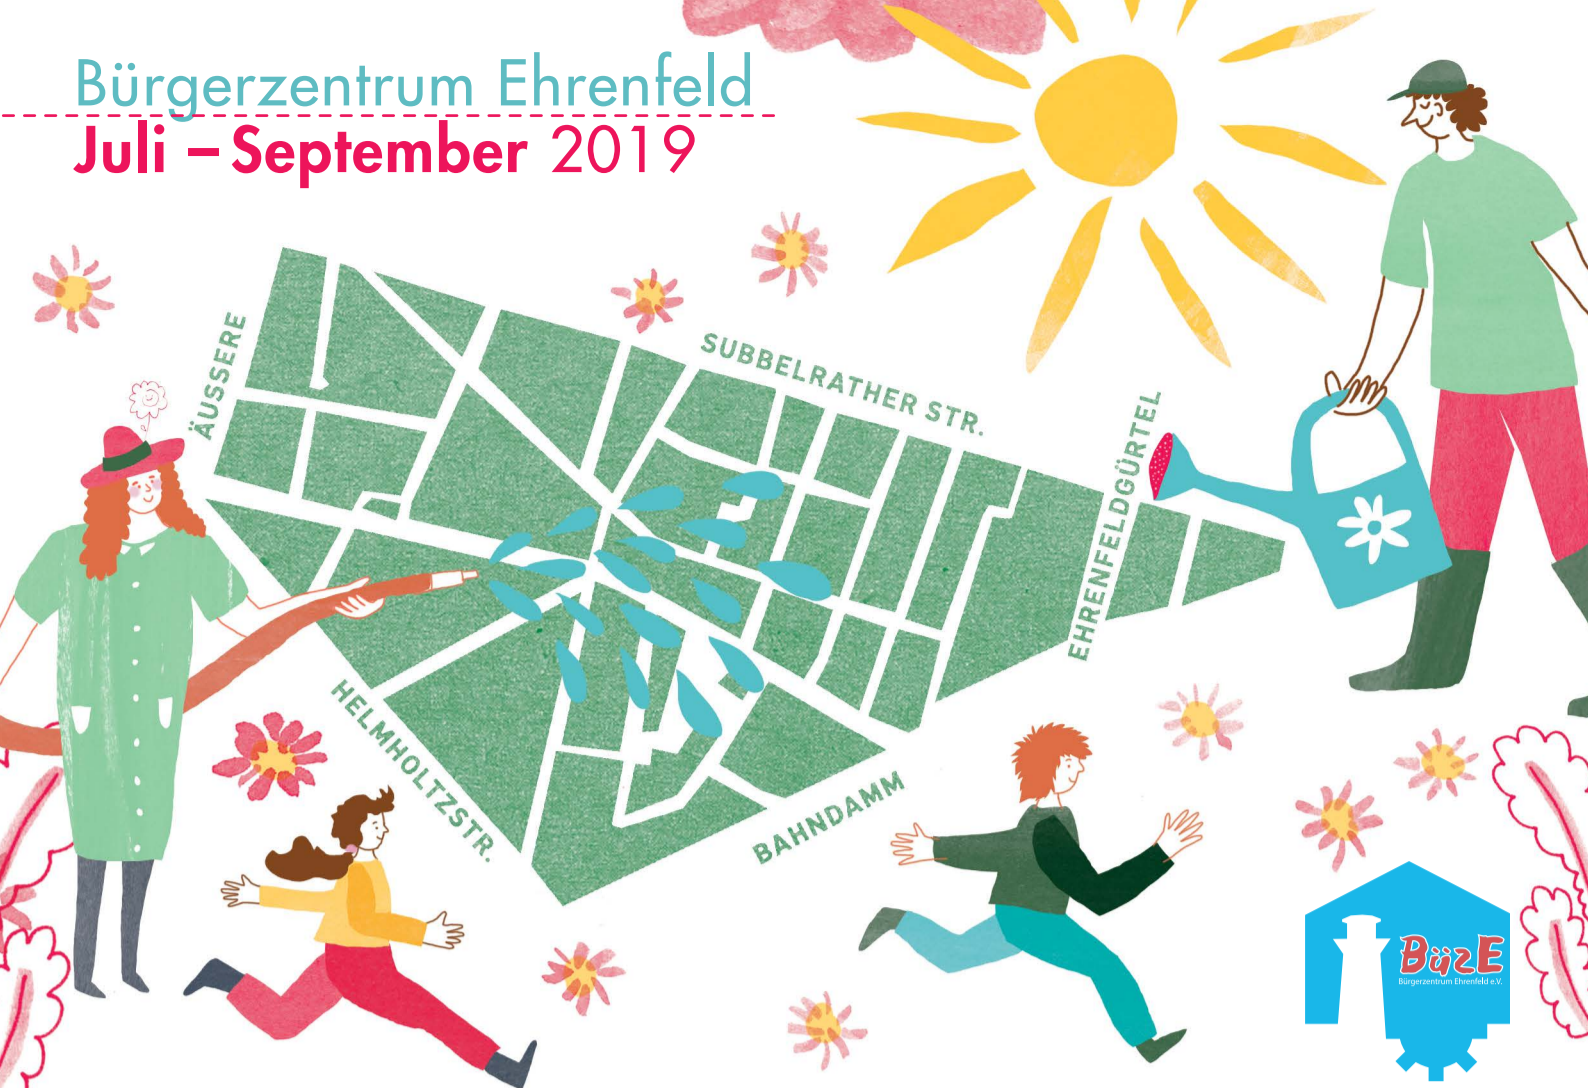 Bürgerzentrum Ehrenfeld
Juli – September 2019
ÄUSSERE
SUBBELRATHER STR.
EHRENFELDGÜRTEL
HELMHOLTZSTR.
BAHNDAMM
BüzE
Bürgerzentrum Ehrenfeld e.V.